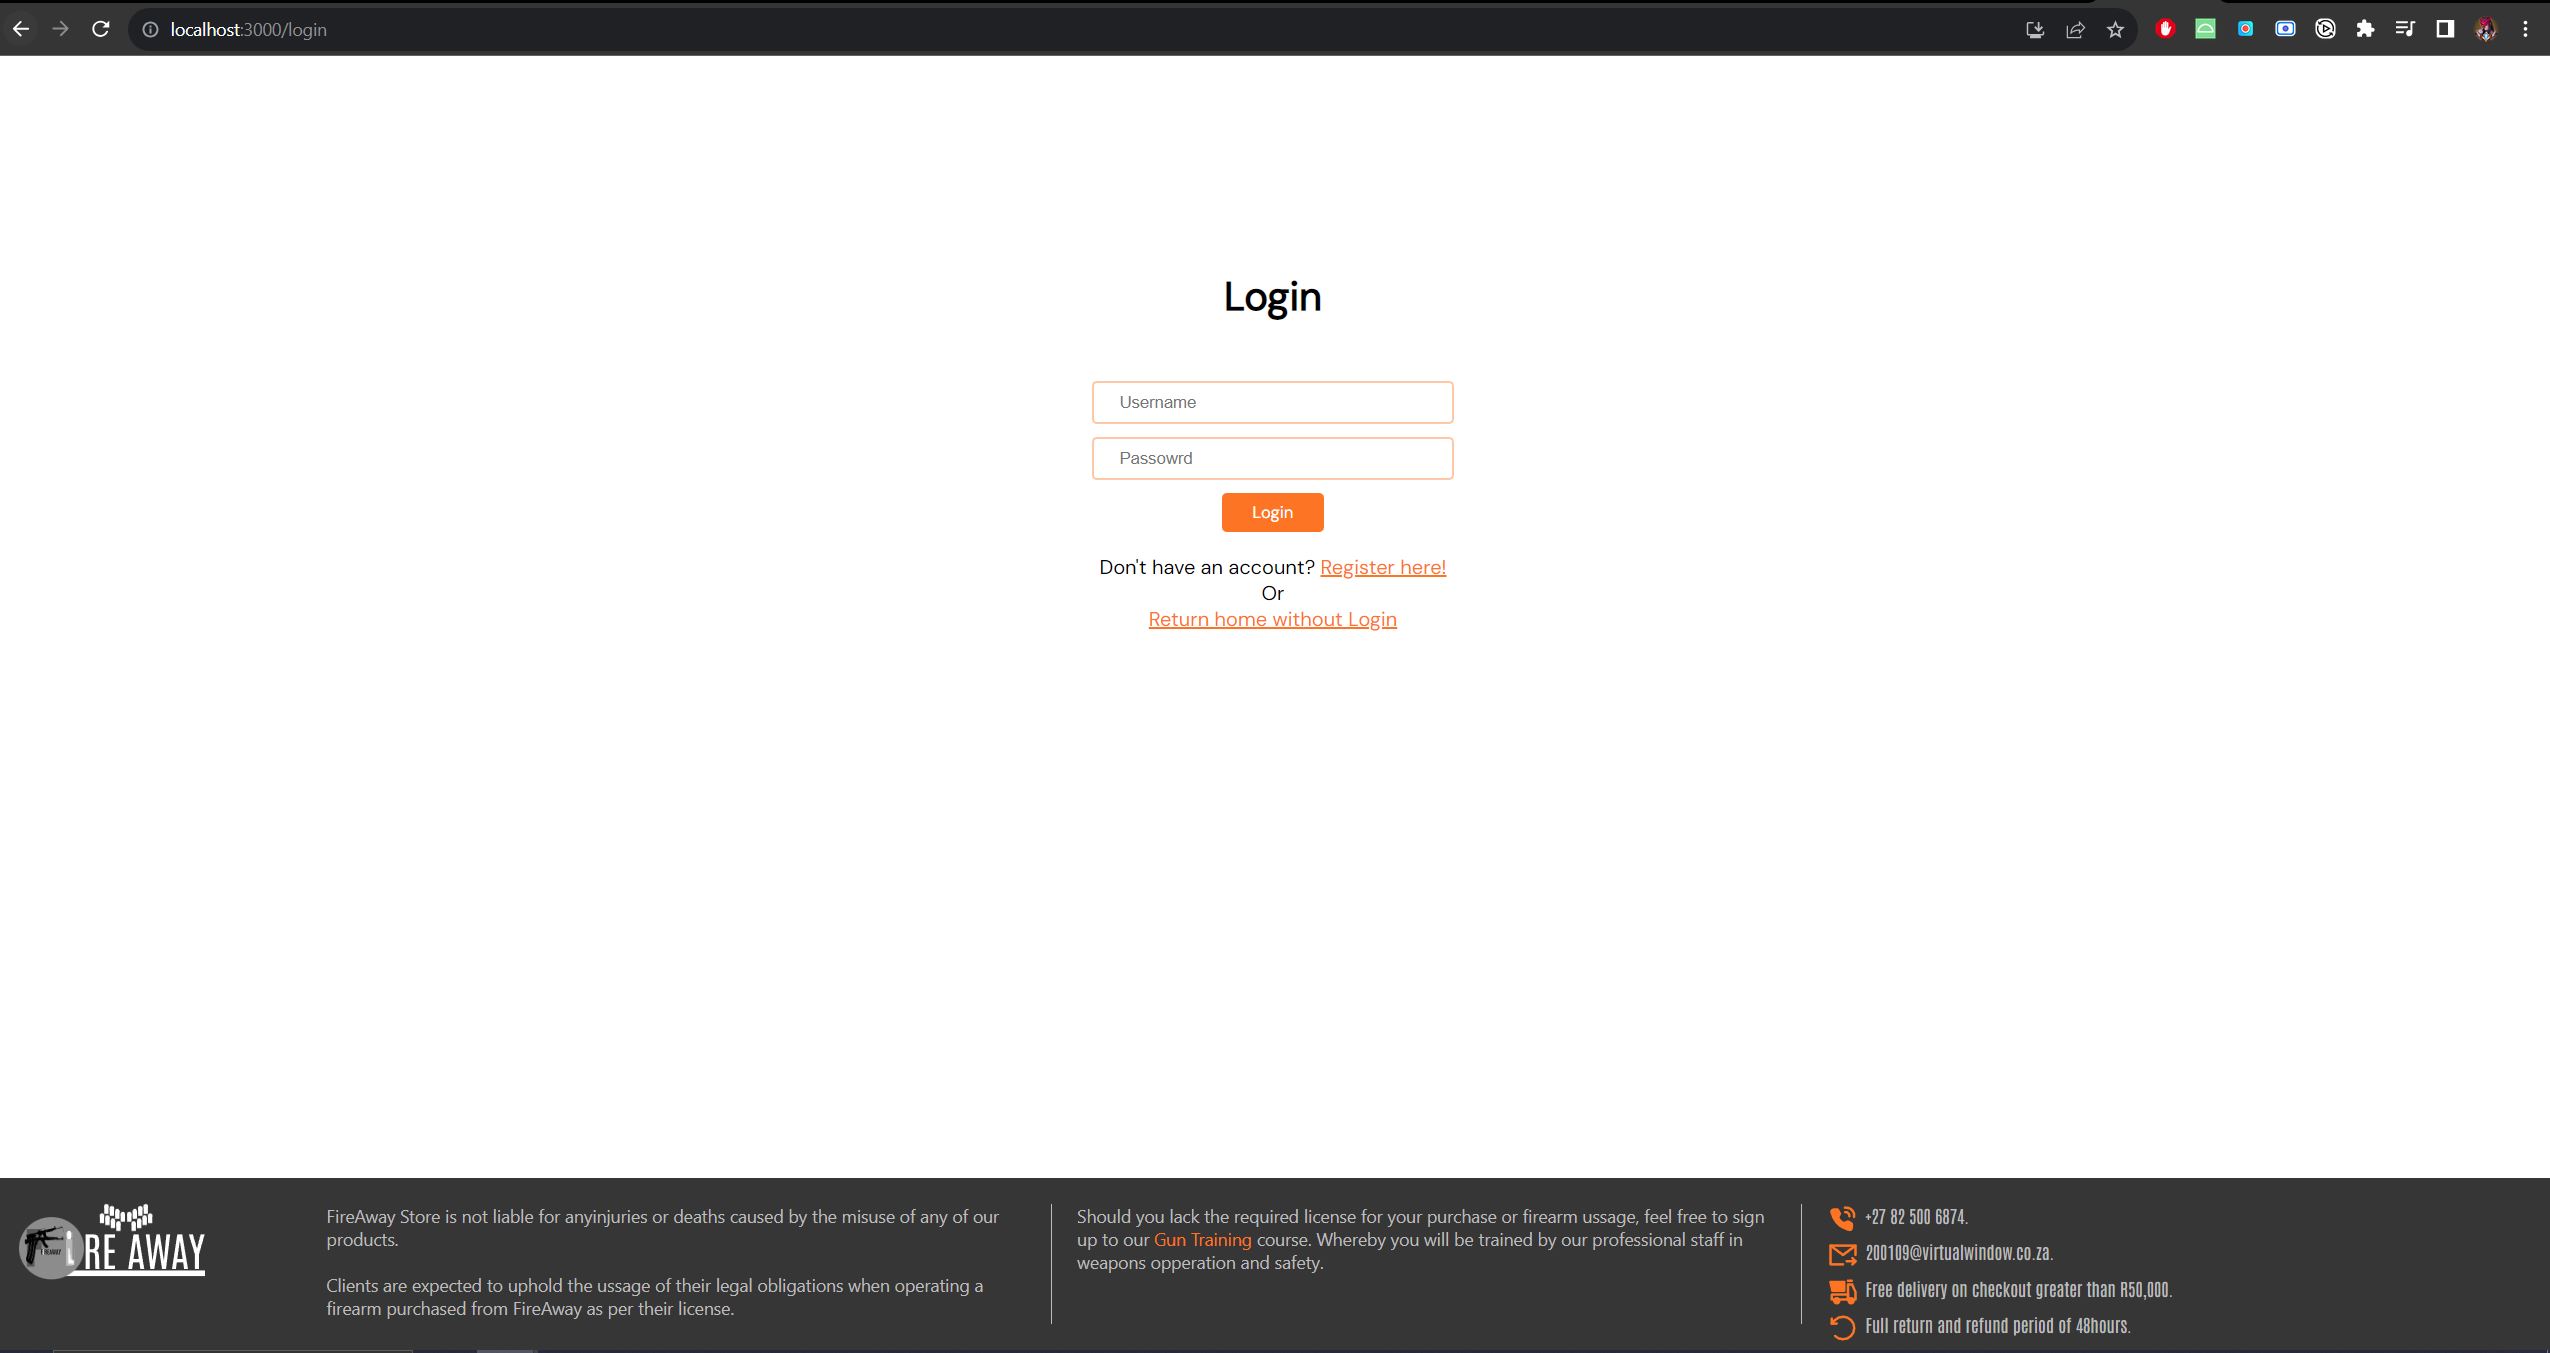 localhost:3000/login
Login
Username
Passowrd
Login
Don't have an account? Register here!
Or
Return home without Login
FIREAWAY
iRE AWAY
FireAway Store is not liable for anyinjuries or deaths caused by the misuse of any of our
products.
Clients are expected to uphold the ussage of their legal obligations when operating a
firearm purchased from FireAway as per their license.
Should you lack the required license for your purchase or firearm ussage, feel free to sign
up to our Gun Training course. Whereby you will be trained by our professional staff in
weapons opperation and safety.
+27 82 500 6874.
200109@virtualwindow.co.za.
Free delivery on checkout greater than R50,000.
Full return and refund period of 48hours.